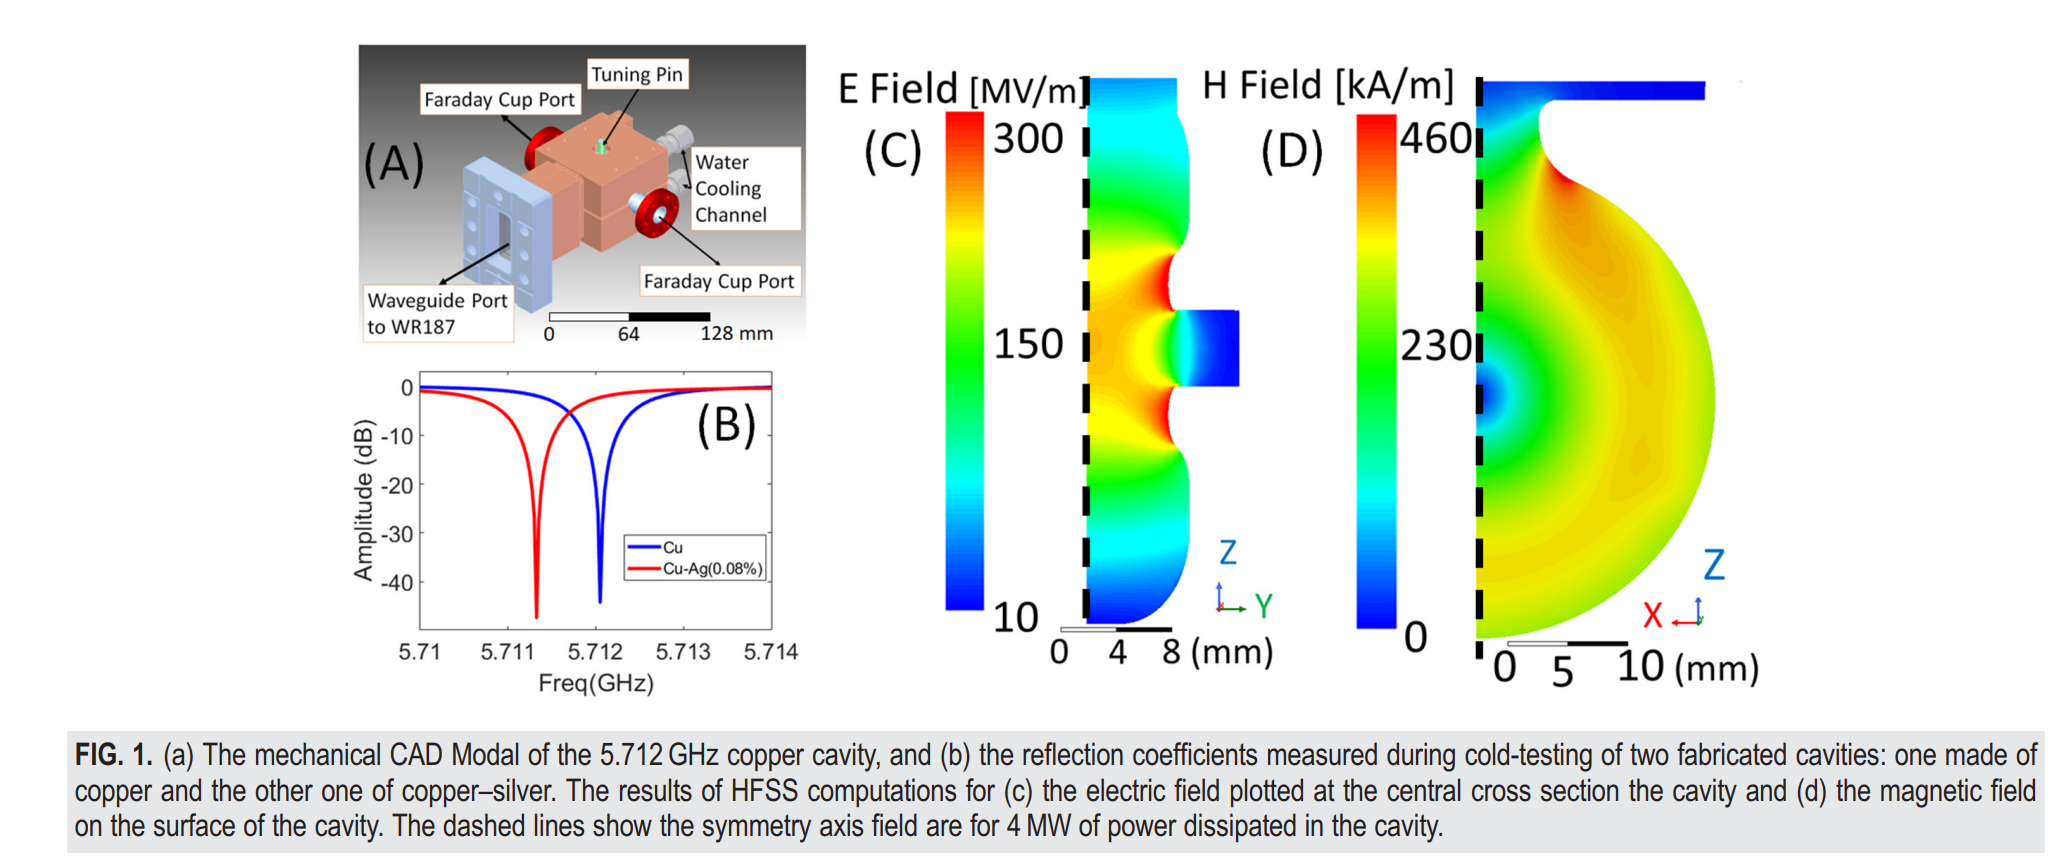 (A)
Tuning Pin
Faraday Cup Port
Water
Cooling
Channel
Faraday Cup Port
Waveguide Port
to WR187
0 64 128 mm
(B)
Amplitude (dB)
0
-10
-20
-30
-40
Cu
Cu-Ag(0.08%)
5.71 5.711 5.712 5.713 5.714
Freq(GHz)
E Field [MV/m]
(C)
300
150
10
Z
Y
0 4 8 (mm)
H Field [kA/m]
(D)
460
230
0
Z
X
0 5 10 (mm)
FIG. 1. (a) The mechanical CAD Modal of the 5.712 GHz copper cavity, and (b) the reflection coefficients measured during cold-testing of two fabricated cavities: one made of
copper and the other one of copper–silver. The results of HFSS computations for (c) the electric field plotted at the central cross section the cavity and (d) the magnetic field
on the surface of the cavity. The dashed lines show the symmetry axis field are for 4 MW of power dissipated in the cavity.